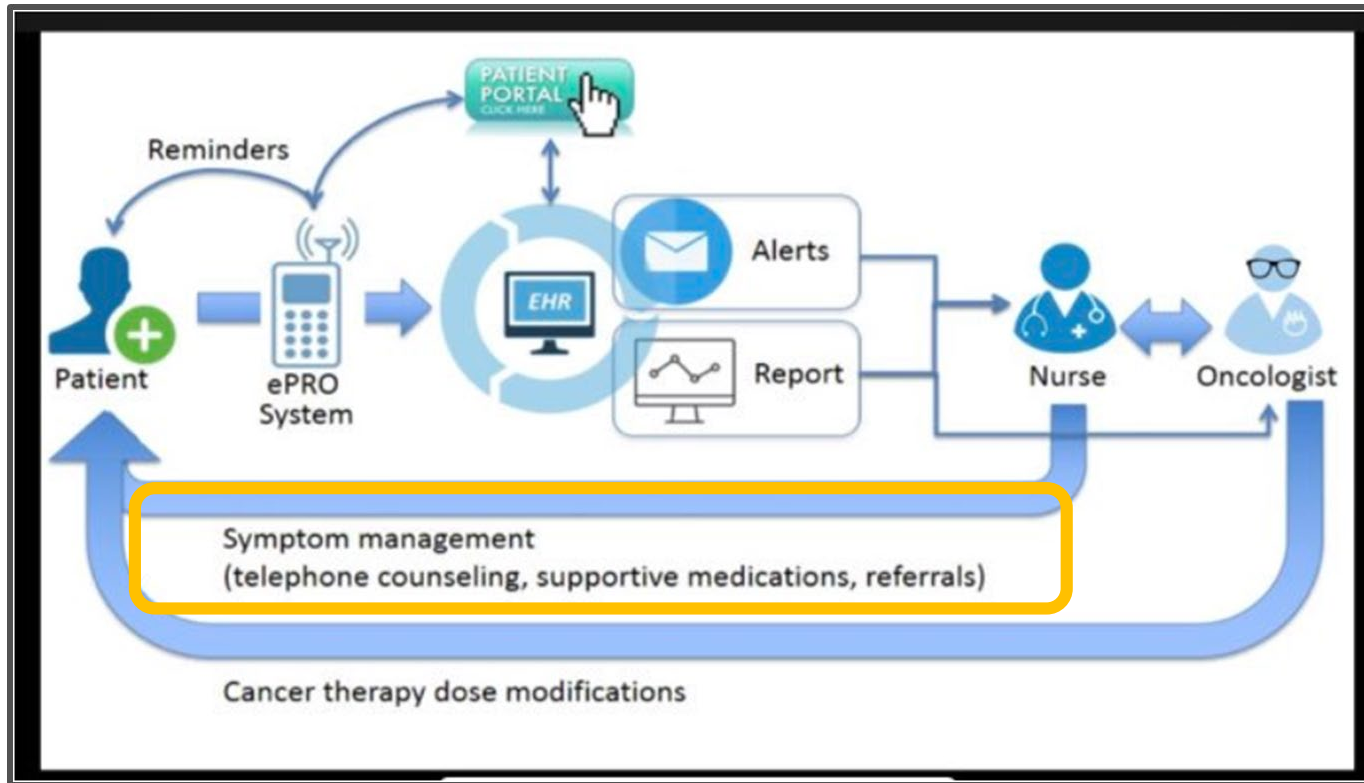 PATIENT
PORTAL
CLICK HERE
Reminders
EHR
Alerts
Report
Patient
ePRO
System
Nurse
Oncologist
Symptom management
(telephone counseling, supportive medications, referrals)
Cancer therapy dose modifications